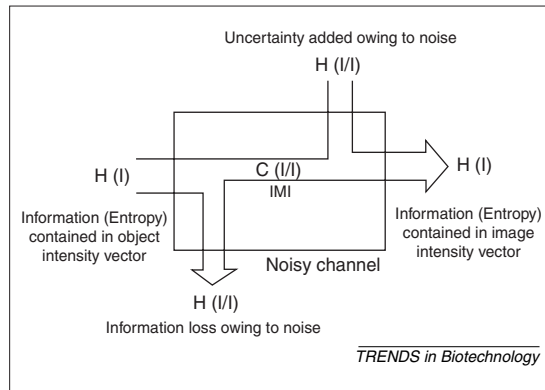 Uncertainty added owing to noise
H (I/I)
C (I/I)
IMI
H (I)
H (I)
Information (Entropy)
contained in object
intensity vector
Information (Entropy)
contained in image
intensity vector
Noisy channel
H (I/I)
Information loss owing to noise
TRENDS in Biotechnology